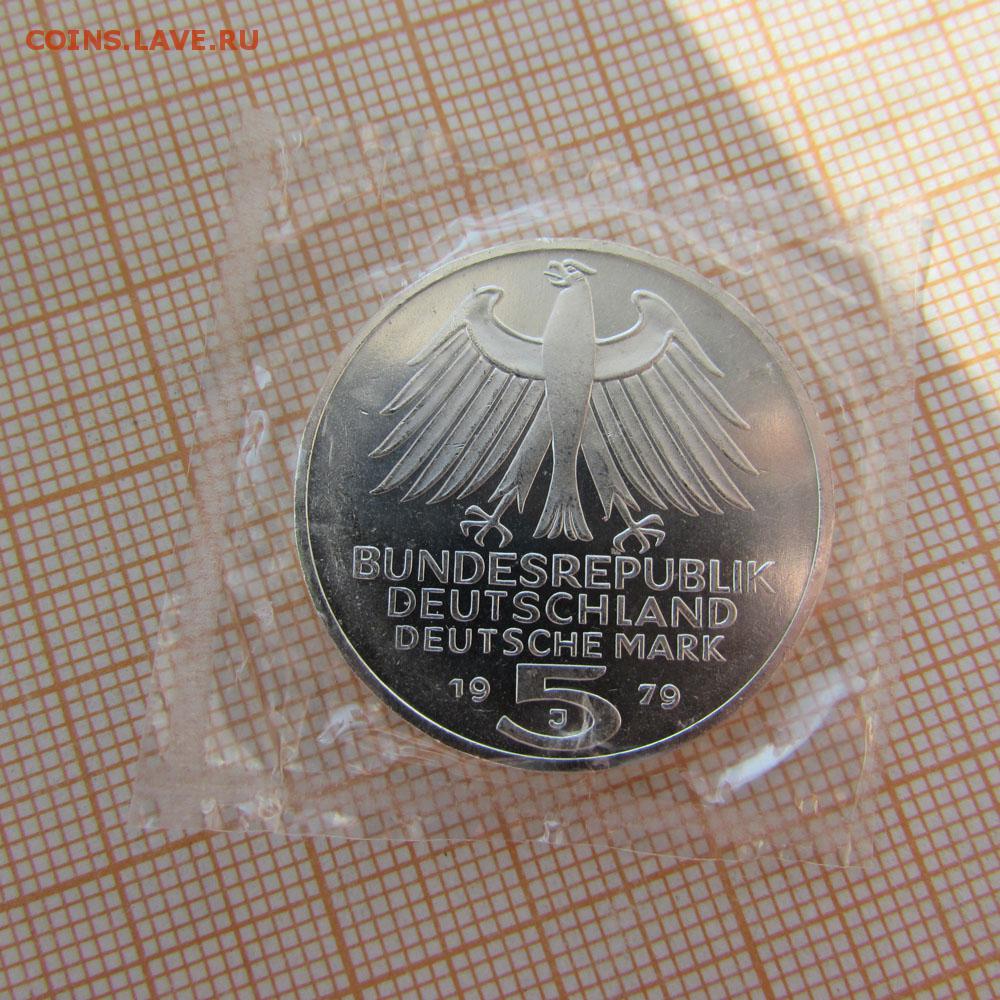 COINS.LAVE.RU
BUNDESREPUBLIK
DEUTSCHLAND
DEUTSCHE MARK
19 5 79
J